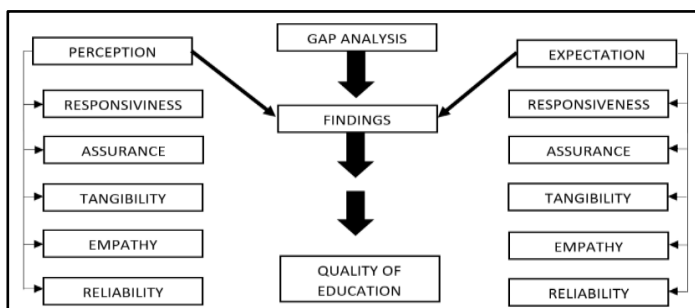 PERCEPTION
RESPONSIVINESS
ASSURANCE
TANGIBILITY
EMPATHY
RELIABILITY
GAP ANALYSIS
FINDINGS
QUALITY OF
EDUCATION
EXPECTATION
RESPONSIVENESS
ASSURANCE
TANGIBILITY
EMPATHY
RELIABILITY